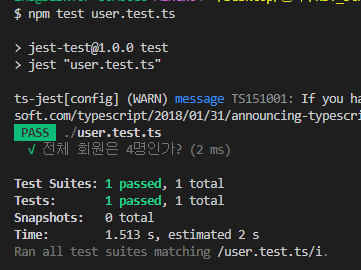 $ npm test user.test.ts
> jest-test@1.0.0 test
> jest "user.test.ts"
ts-jest[config] (WARN) message TS151001: If you ha
soft.com/typescript/2018/01/31/announcing-typescrip
PASS ./user.test.ts
√ 전체 회원은 4명인가? (2 ms)
Test Suites: 1 passed, 1 total
Tests: 1 passed, 1 total
Snapshots: 0 total
Time: 1.513 s, estimated 2 s
Ran all test suites matching /user.test.ts/i.